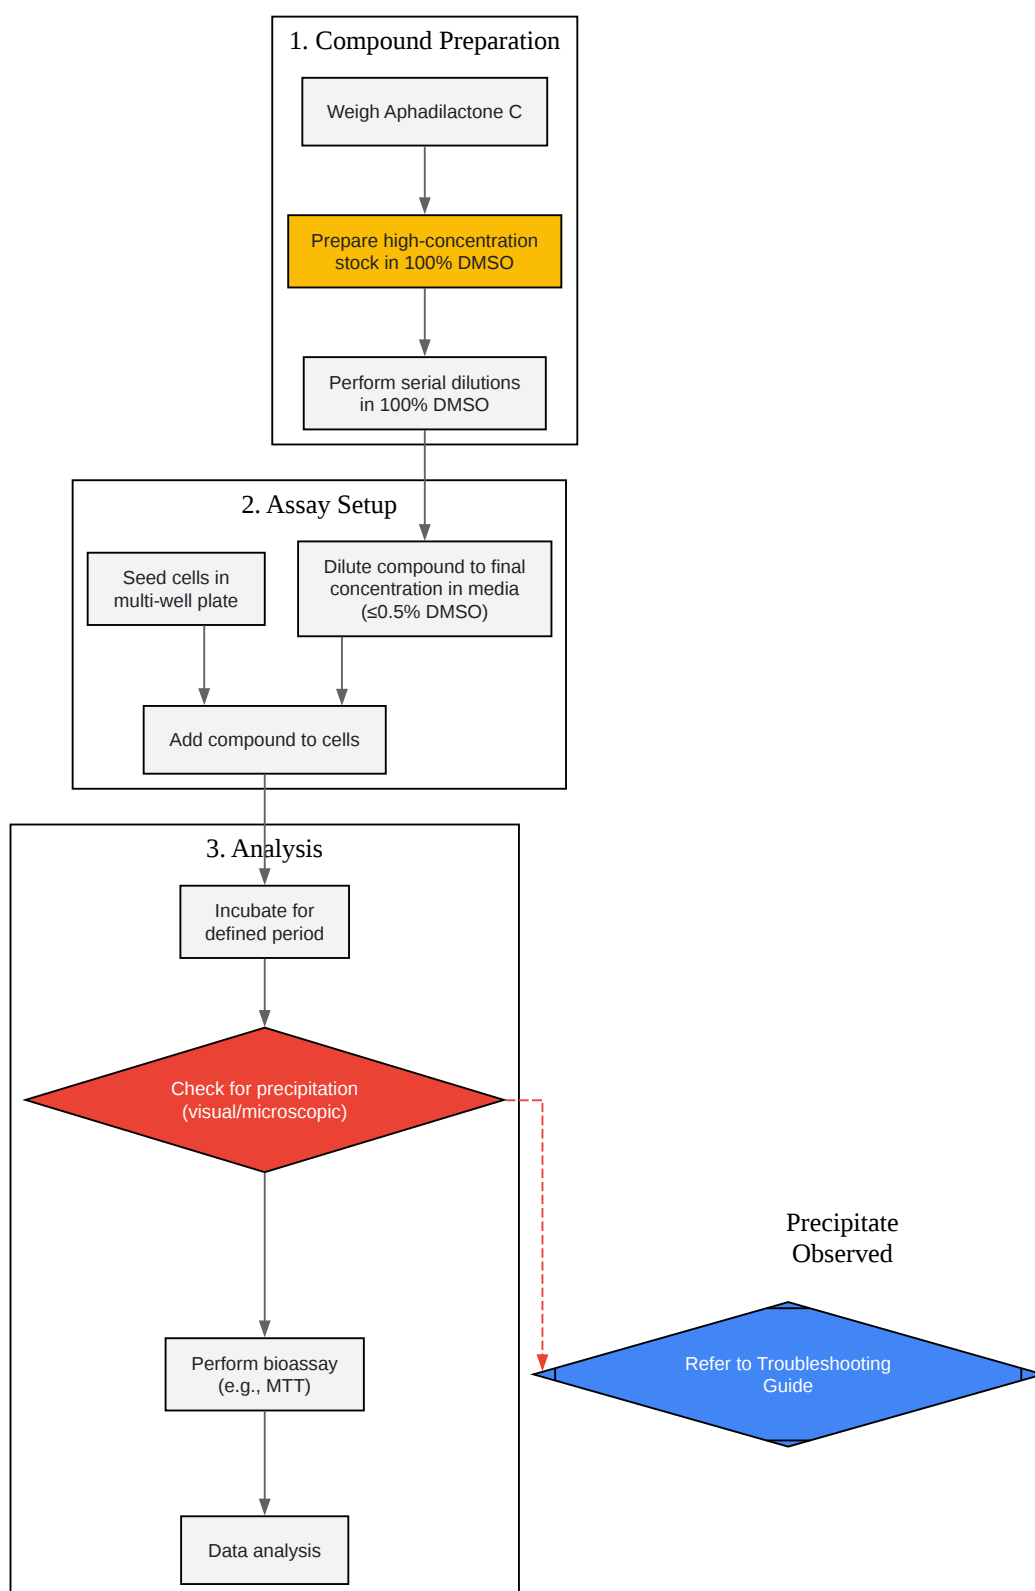 1. Compound Preparation
Weigh Aphadilactone C
Prepare high-concentration
stock in 100% DMSO
Perform serial dilutions
in 100% DMSO
2. Assay Setup
Seed cells in
multi-well plate
Dilute compound to final
concentration in media
(≤0.5% DMSO)
Add compound to cells
3. Analysis
Incubate for
defined period
Check for precipitation
(visual/microscopic)
Precipitate
Observed
Refer to Troubleshooting
Guide
Perform bioassay
(e.g., MTT)
Data analysis